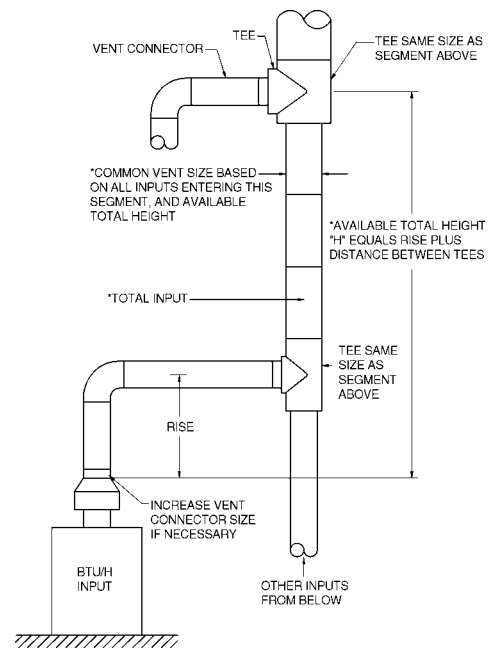 TEE
VENT CONNECTOR
TEE SAME SIZE AS
SEGMENT ABOVE
*COMMON VENT SIZE BASED
ON ALL INPUTS ENTERING THIS
SEGMENT, AND AVAILABLE
TOTAL HEIGHT
*AVAILABLE TOTAL HEIGHT
"H" EQUALS RISE PLUS
DISTANCE BETWEEN TEES
*TOTAL INPUT
TEE SAME
SIZE AS
SEGMENT
ABOVE
RISE
INCREASE VENT
CONNECTOR SIZE
IF NECESSARY
BTU/H
INPUT
OTHER INPUTS
FROM BELOW